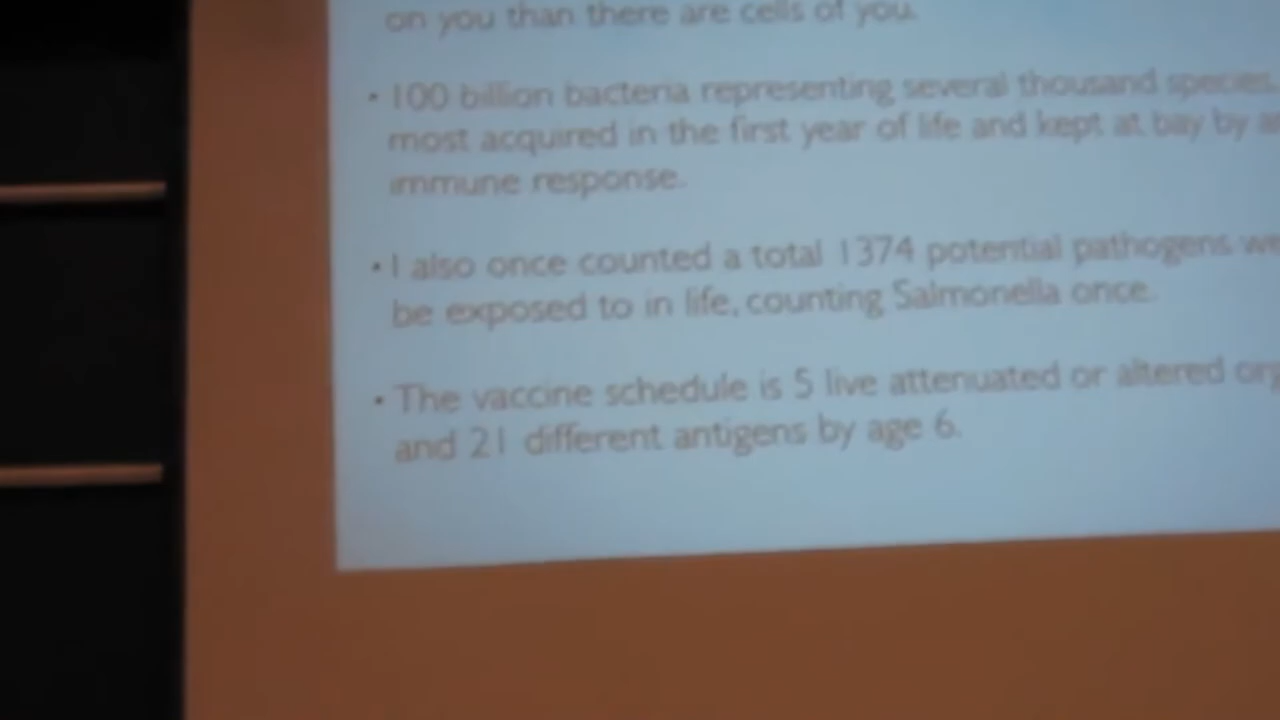 on you than there are cells of you.
• 100 billion bacteria representing several thousand species,
most acquired in the first year of life and kept at bay by
immune response.
• I also once counted a total 1374 potential pathogens
be exposed to in life, counting Salmonella once.
• The vaccine schedule is 5 live attenuated or altered
and 21 different antigens by age 6.